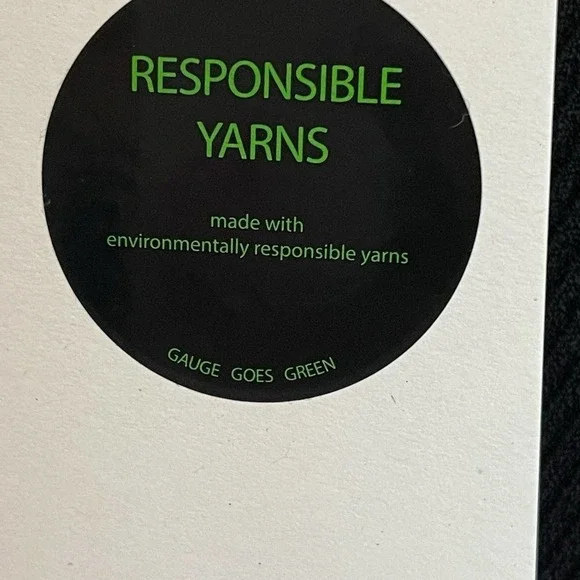 RESPONSIBLE
YARNS
made with
environmentally responsible yarns
GAUGE GOES GREEN